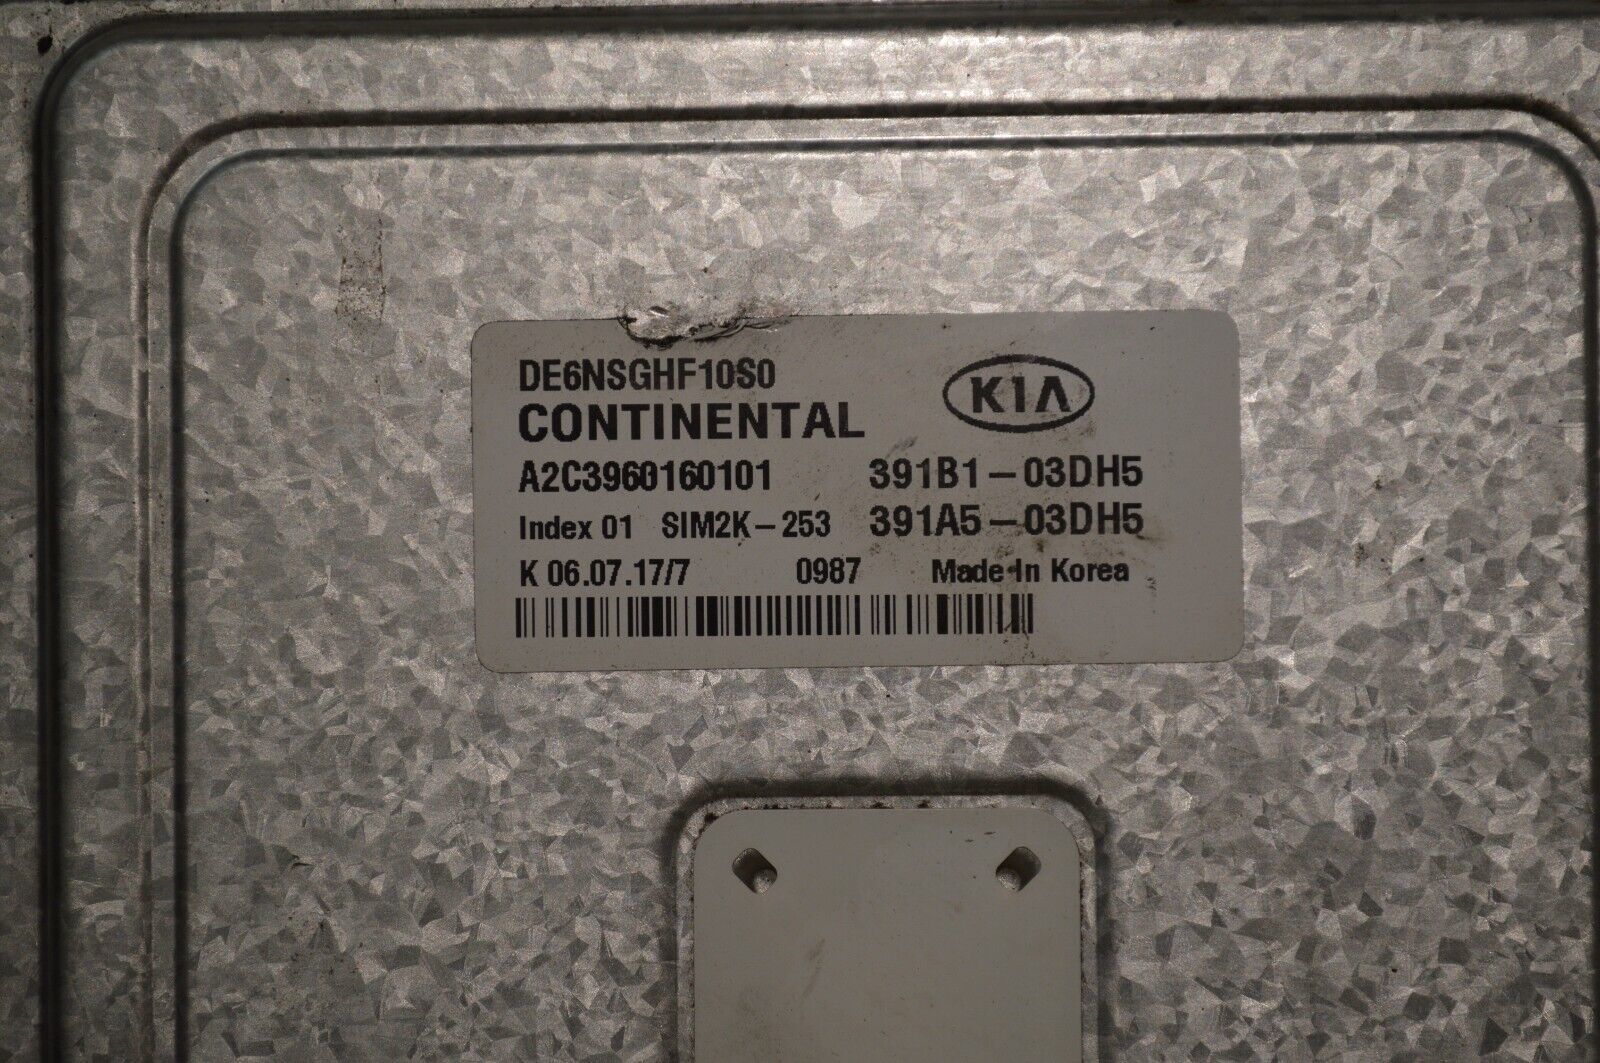 DE6NSGHF10S0
KIA
CONTINENTAL
A2C3960160101 391B1-03DH5
Index 01 SIM2K-253 391A5-03DH5
K 06.07.17/7 0987 Made In Korea